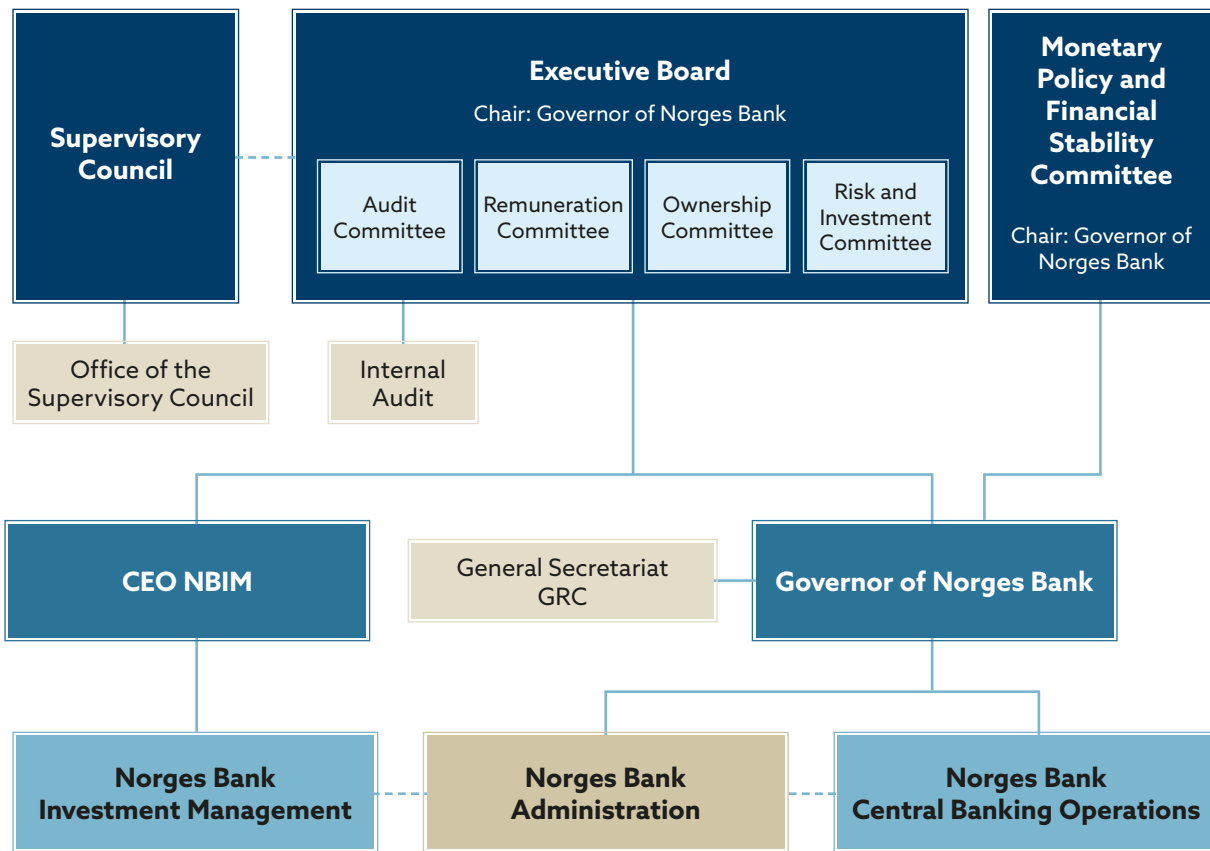 Supervisory
Council
Executive Board
Chair: Governor of Norges Bank
Audit
Committee
Remuneration
Committee
Ownership
Committee
Risk and
Investment
Committee
Monetary
Policy and
Financial
Stability
Committee
Chair: Governor of
Norges Bank
Office of the
Supervisory Council
Internal
Audit
CEO NBIM
General Secretariat
GRC
Governor of Norges Bank
Norges Bank
Investment Management
Norges Bank
Administration
Norges Bank
Central Banking Operations